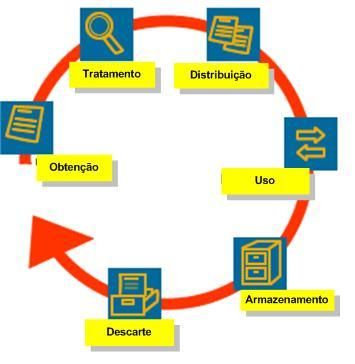 Obtenção
Tratamento
Distribuição
Uso
Armazenamento
Descarte